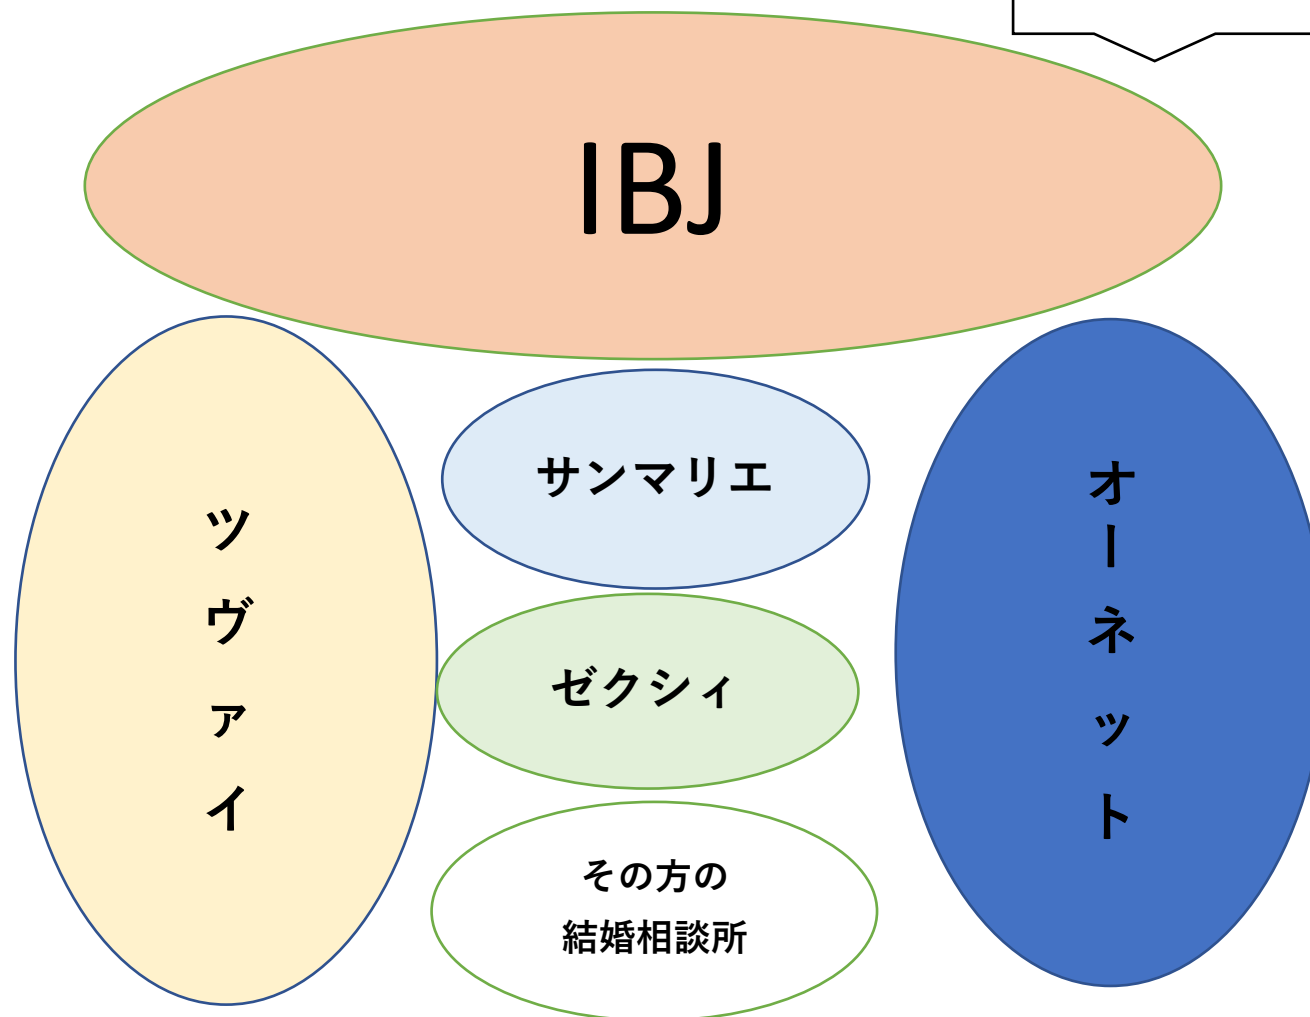 IBJ
サンマリエ
ツヴァイ
オーネット
ゼクシィ
その方の
結婚相談所